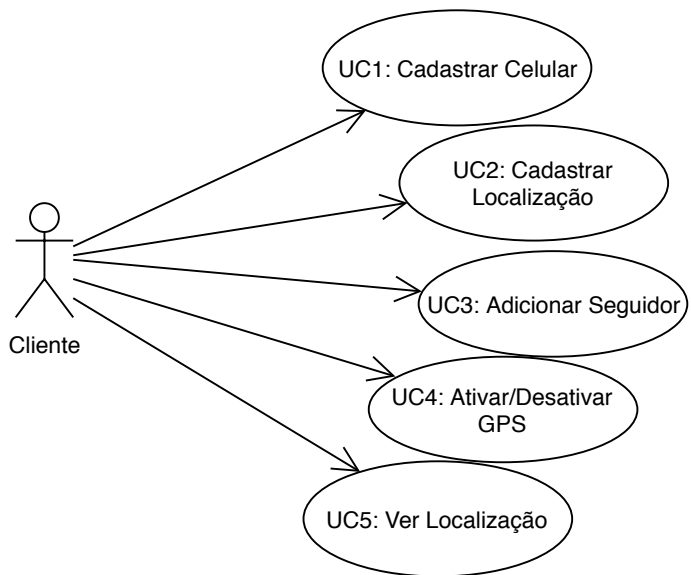 UC1: Cadastrar Celular
UC2: Cadastrar
Localização
UC3: Adicionar Seguidor
Cliente
UC4: Ativar/Desativar
GPS
UC5: Ver Localização